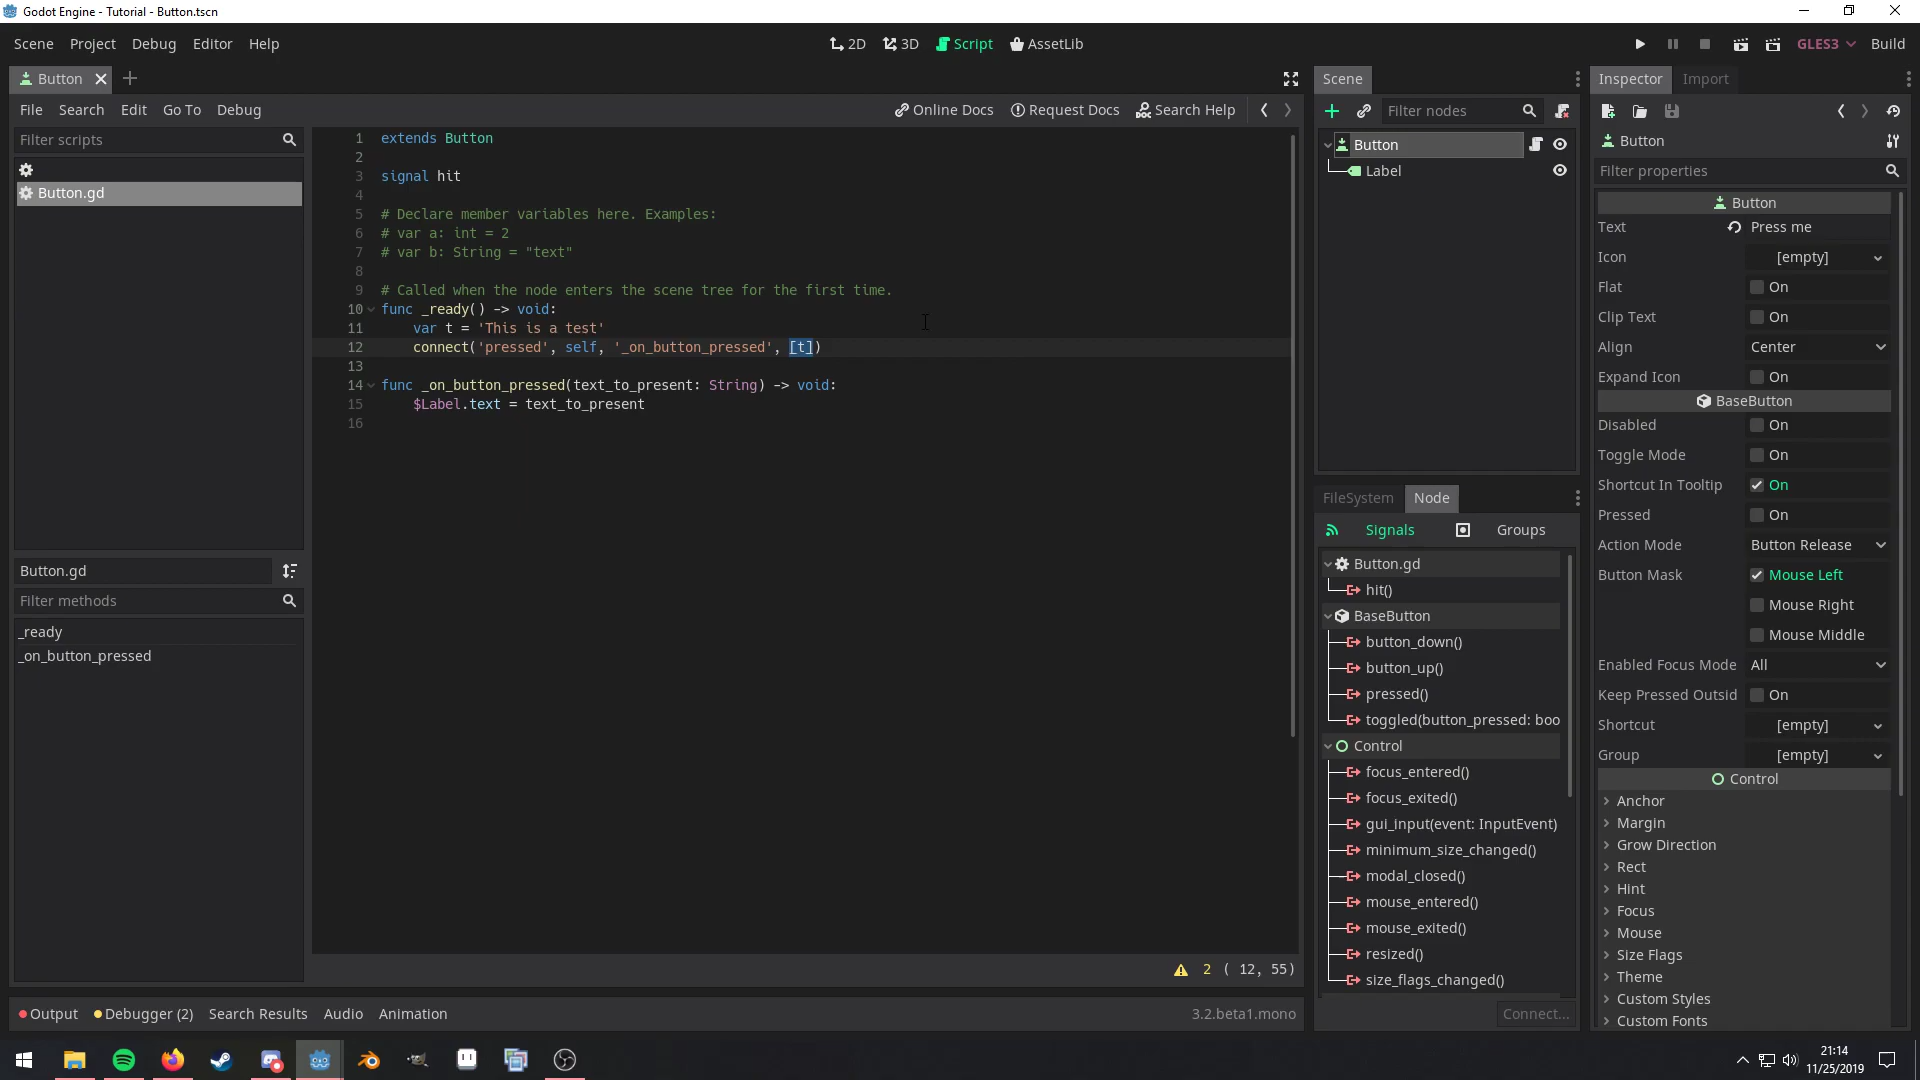 Godot Engine - Tutorial - Button.tscn
Scene Project Debug Editor Help
2D 3D Script AssetLib
GLES3 Build
Button
File Search Edit Go To Debug
Online Docs Request Docs Search Help
Filter scripts
Button.gd
Button.gd
Filter methods
_ready
_on_button_pressed
1 extends Button
2
3 signal hit
4
5 # Declare member variables here. Examples:
6 # var a: int = 2
7 # var b: String = "text"
8
9 # Called when the node enters the scene tree for the first time.
10 func _ready() -> void:
11 var t = 'This is a test'
12 connect('pressed', self, '_on_button_pressed', [t])
13
14 func _on_button_pressed(text_to_present: String) -> void:
15 $Label.text = text_to_present
16
2 ( 12, 55)
Output Debugger (2) Search Results Audio Animation
3.2.beta1.mono
Scene
Filter nodes
Button
Label
FileSystem Node
Signals Groups
Button.gd
hit()
BaseButton
button_down()
button_up()
pressed()
toggled(button_pressed: boo
Control
focus_entered()
focus_exited()
gui_input(event: InputEvent)
minimum_size_changed()
modal_closed()
mouse_entered()
mouse_exited()
resized()
size_flags_changed()
Connect...
Inspector Import
Button
Filter properties
Button
Text Press me
Icon [empty]
Flat On
Clip Text On
Align Center
Expand Icon On
BaseButton
Disabled On
Toggle Mode On
Shortcut In Tooltip On
Pressed On
Action Mode Button Release
Button Mask Mouse Left
Mouse Right
Mouse Middle
Enabled Focus Mode All
Keep Pressed Outsid On
Shortcut [empty]
Group [empty]
Control
Anchor
Margin
Grow Direction
Rect
Hint
Focus
Mouse
Size Flags
Theme
Custom Styles
Custom Fonts
21:14
11/25/2019